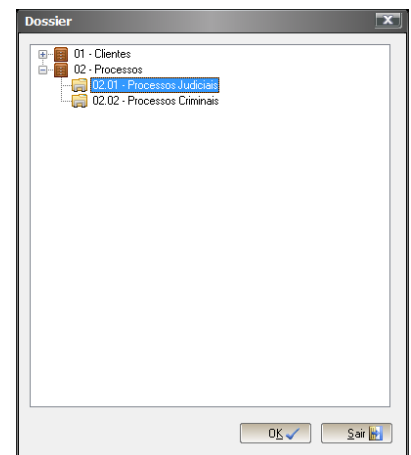 Dossier
01 - Clientes
02 - Processos
02.01 - Processos Judiciais
02.02 - Processos Criminais
OK
Sair